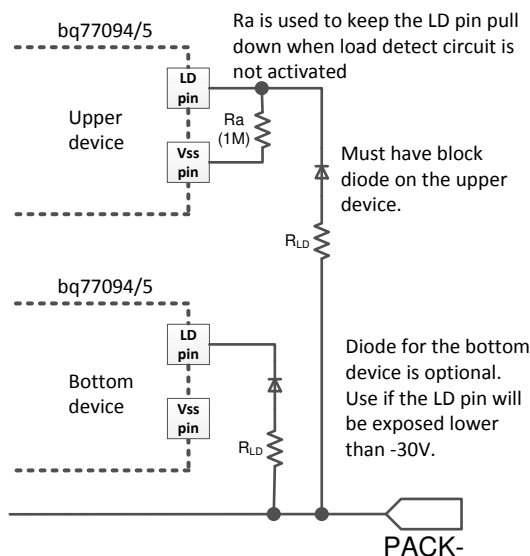 bq77094/5
Ra is used to keep the LD pin pull
down when load detect circuit is
not activated
LD
pin
Upper
device
Ra
(1M)
Vss
pin
Must have block
diode on the upper
device.
RLD
bq77094/5
LD
pin
Bottom
device
Vss
pin
RLD
Diode for the bottom
device is optional.
Use if the LD pin will
be exposed lower
than -30V.
PACK-